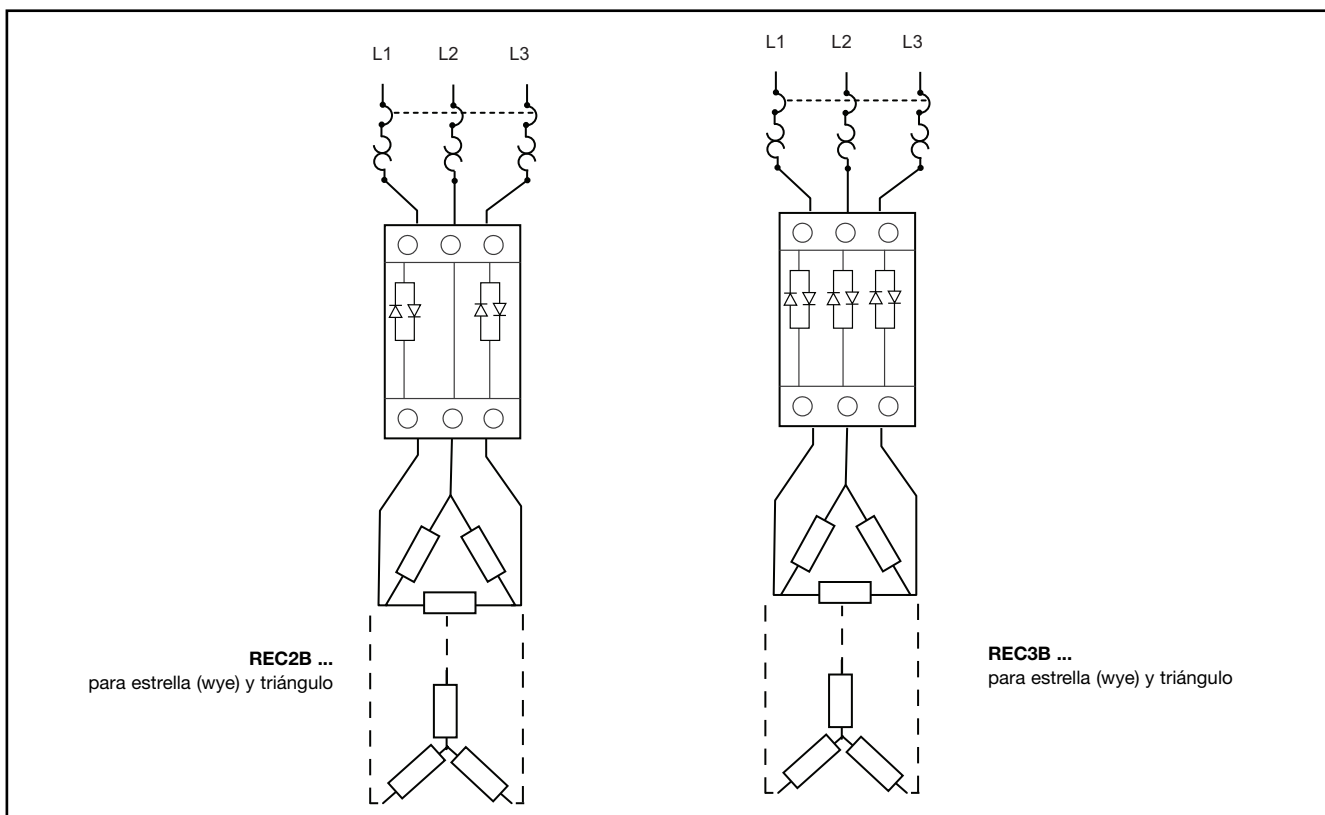 L1 L2 L3
L1 L2 L3
REC2B ...
para estrella (wye) y triángulo
REC3B ...
para estrella (wye) y triángulo